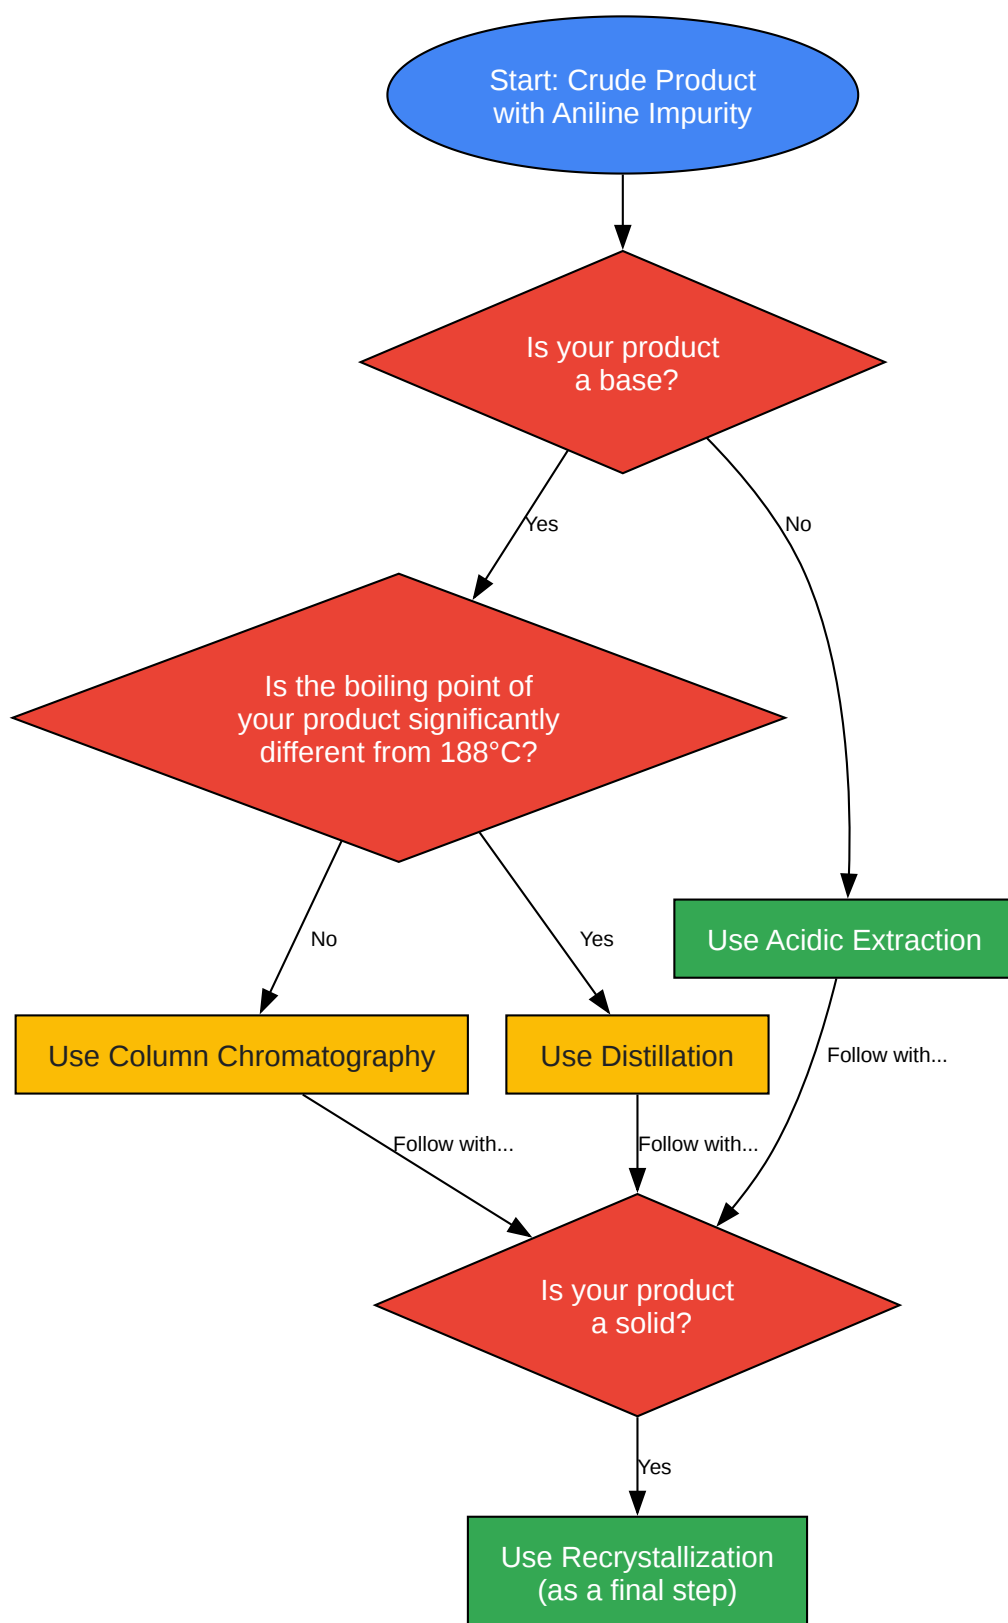 Start: Crude Product
with Aniline Impurity
Is your product
a base?
Yes
No
Is the boiling point of
your product significantly
different from 188°C?
No
Yes
Use Acidic Extraction
Use Column Chromatography
Use Distillation
Follow with...
Follow with...
Follow with...
Is your product
a solid?
Yes
Use Recrystallization
(as a final step)